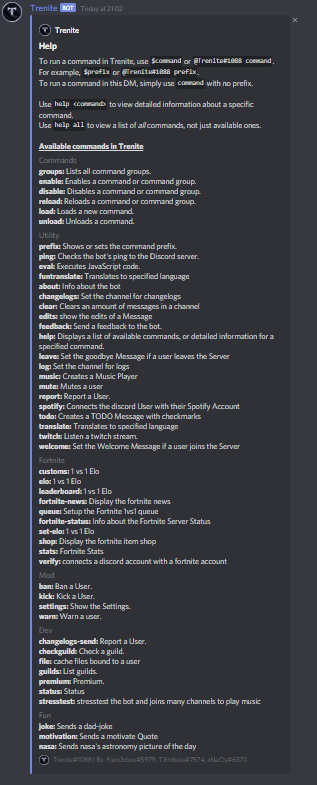 Trenite BOT Today at 21:02
Trenite
Help
To run a command in Trenite, use $command or @Trenite#1088 command.
For example, $prefix or @Trenite#1088 prefix.
To run a command in this DM, simply use command with no prefix.
Use help <command> to view detailed information about a specific
command.
Use help all to view a list of all commands, not just available ones.
Available commands in Trenite
Commands
groups: Lists all command groups.
enable: Enables a command or command group.
disable: Disables a command or command group.
reload: Reloads a command or command group.
load: Loads a new command.
unload: Unloads a command.
Utility
prefix: Shows or sets the command prefix.
ping: Checks the bot's ping to the Discord server.
eval: Executes JavaScript code.
funtranslate: Translates to specified language
about: Info about the bot
changelogs: Set the channel for changelogs
clear: Clears an amount of messages in a channel
edits: show the edits of a Message
feedback: Send a feedback to the bot.
help: Displays a list of available commands, or detailed information for a
specified command.
leave: Set the goodbye Message if a user leaves the Server
log: Set the channel for logs
music: Creates a Music Player
mute: Mutes a user
report: Report a User.
spotify: Connects the discord User with their Spotify Account
todo: Creates a TODO Message with checkmarks
translate: Translates to specified language
twitch: Listen a twitch stream.
welcome: Set the Welcome Message if a user joins the Server
Fortnite
customs: 1 vs 1 Elo
elo: 1 vs 1 Elo
leaderboard: 1 vs 1 Elo
fortnite-news: Display the fortnite news
queue: Setup the Fortnite 1vs1 queue
fortnite-status: Info about the Fortnite Server Status
set-elo: 1 vs 1 Elo
shop: Display the fortnite item shop
stats: Fortnite Stats
verify: connects a discord account with a fortnite account
Mod
ban: Ban a User.
kick: Kick a User.
settings: Show the Settings.
warn: Warn a user.
Dev
changelogs-send: Report a User.
checkguild: Check a guild.
file: cache files bound to a user
guilds: List guilds.
premium: Premium.
status: Status
stresstest: stresstest the bot and joins many channels to play music
Fun
joke: Sends a dad-joke
motivation: Sends a motivate Quote
nasa: Sends nasa's astronomy picture of the day
Trenite#1088 | By: Flam3rboy#5979, T Embolo#7574, xNaCly#6370